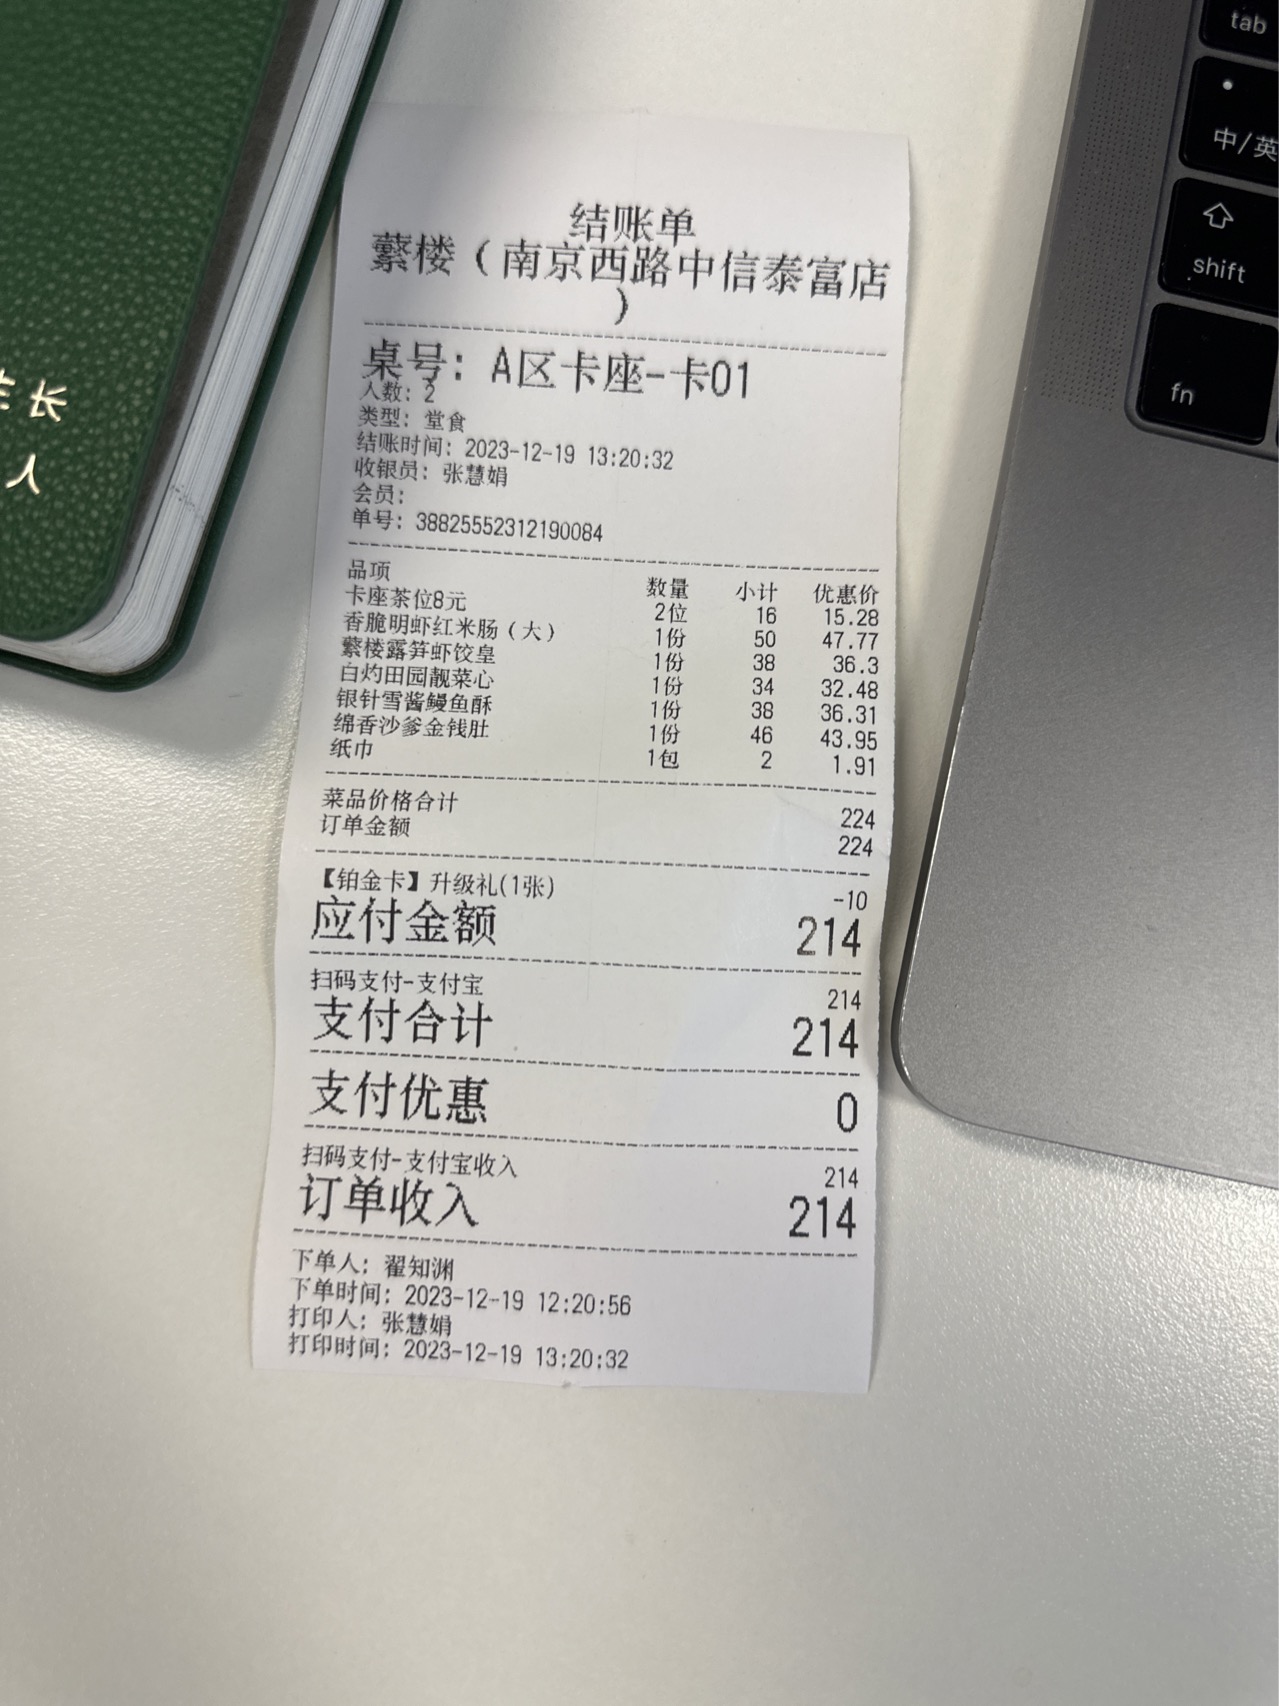 结账单
蘩楼（南京西路中信泰富店
）
桌号：A区卡座-卡01
人数：2
类型：堂食
结账时间：2023-12-19 13:20:32
收银员：张慧娟
会员：
单号：38825552312190084
品项 数量 小计 优惠价
卡座茶位8元 2位 16 15.28
香脆明虾红米肠（大） 1份 50 47.77
蘩楼露笋虾饺皇 1份 38 36.3
白灼田园靓菜心 1份 34 32.48
银针雪酱鳗鱼酥 1份 38 36.31
绵香沙爹金钱肚 1份 46 43.95
纸巾 1包 2 1.91
菜品价格合计 224
订单金额 224
【铂金卡】升级礼(1张) -10
应付金额 214
扫码支付-支付宝 214
支付合计 214
支付优惠 0
扫码支付-支付宝收入 214
订单收入 214
下单人：翟知渊
下单时间：2023-12-19 12:20:56
打印人：张慧娟
打印时间：2023-12-19 13:20:32
长
人
tab
中/英
shift
fn